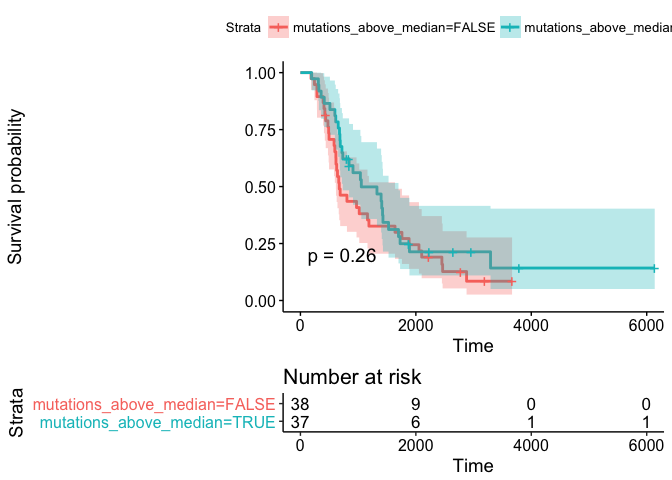 Strata mutations_above_median=FALSE mutations_above_media
Survival probability
1.00
0.75
0.50
0.25
0.00
p = 0.26
0 2000 4000 6000
Time
Number at risk
Strata
mutations_above_median=FALSE 38 9 0 0
mutations_above_median=TRUE 37 6 1 1
0 2000 4000 6000
Time